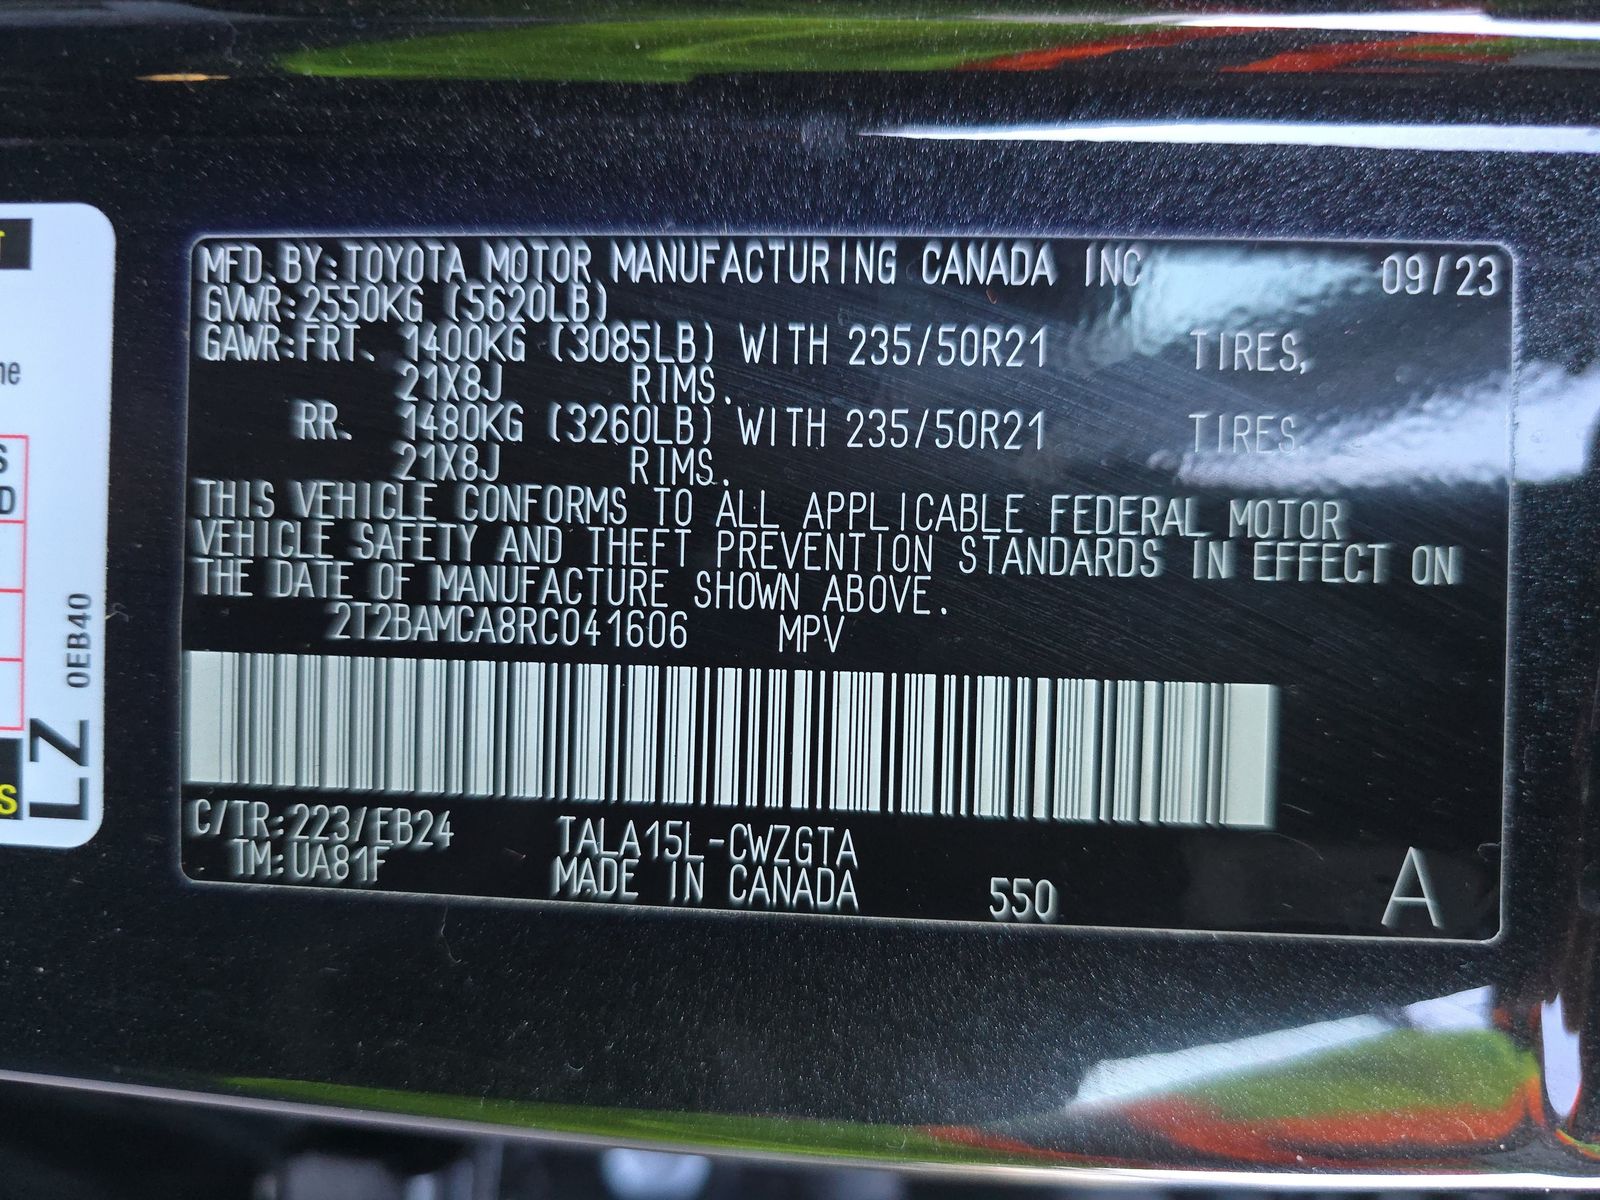 MFD.BY:TOYOTA MOTOR MANUFACTURING CANADA INC 09/23
GVWR:2550KG (5620LB)
GAWR:FRT. 1400KG (3085LB) WITH 235/50R21 TIRES,
21X8J RIMS.
RR. 1480KG (3260LB) WITH 235/50R21 TIRES,
21X8J RIMS.
THIS VEHICLE CONFORMS TO ALL APPLICABLE FEDERAL MOTOR
VEHICLE SAFETY AND THEFT PREVENTION STANDARDS IN EFFECT ON
THE DATE OF MANUFACTURE SHOWN ABOVE.
2T2BAMCA8RC041606 MPV
C/TR:223/EB24 TALA15L-CWZGTA
TM:UA81F MADE IN CANADA 550 A
0EB40
LZ